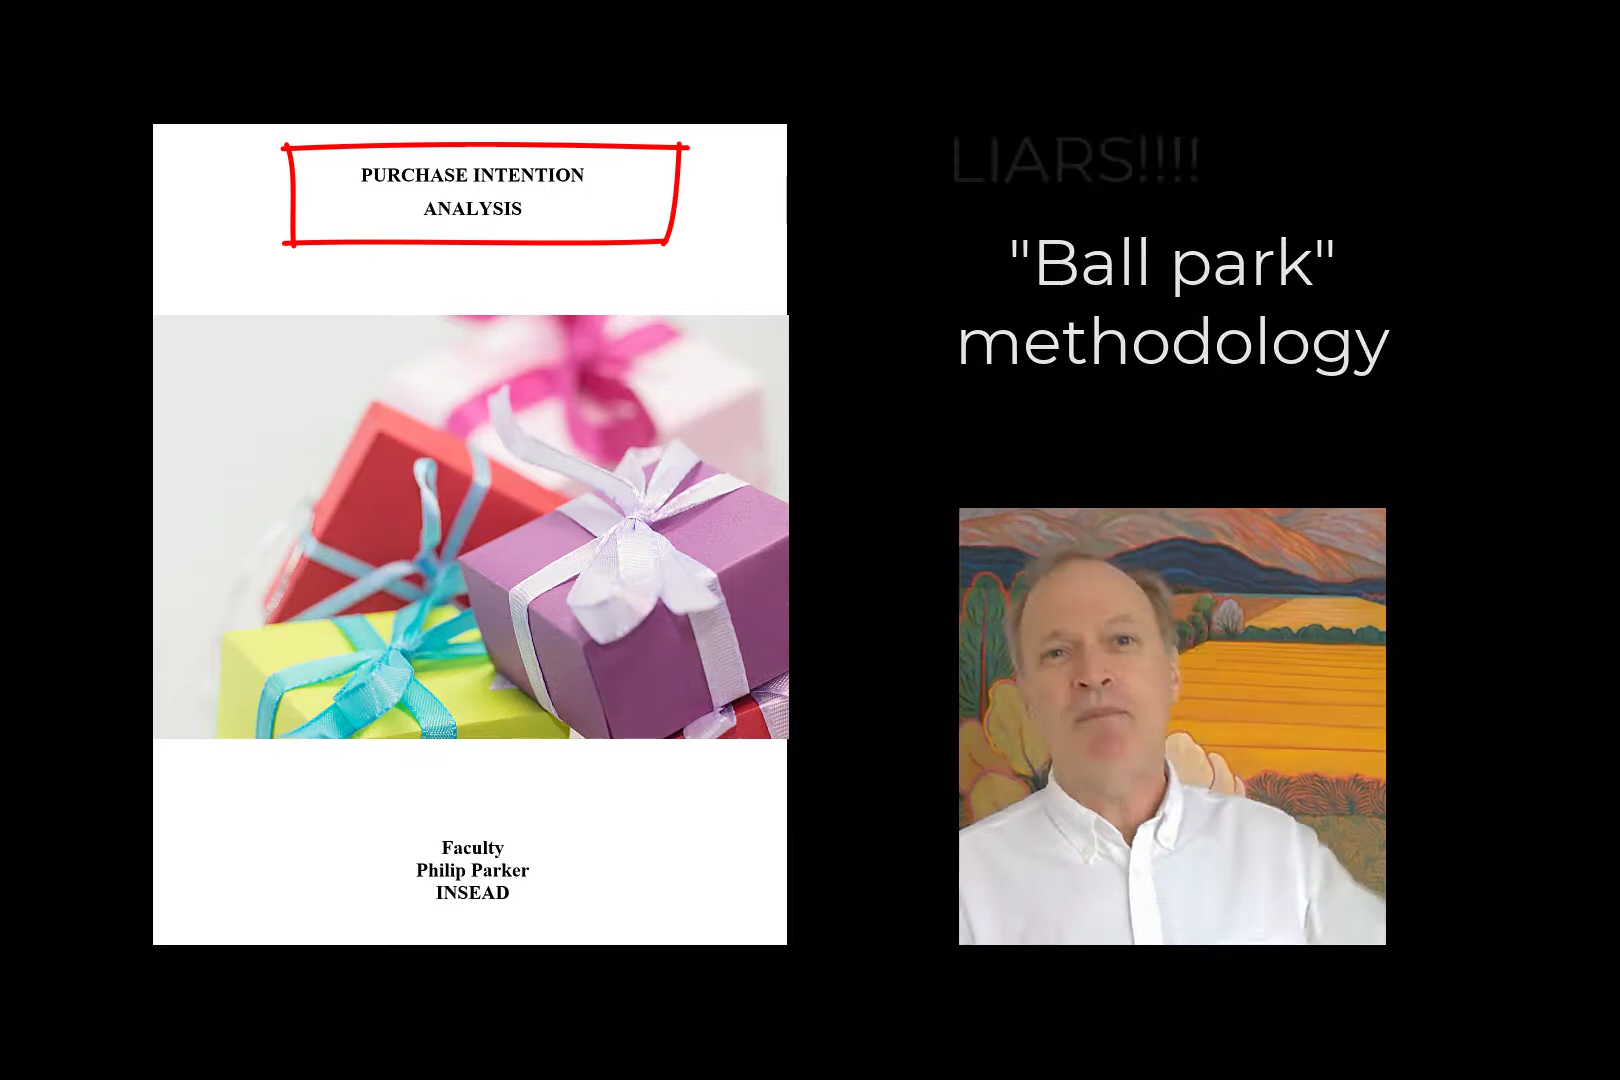 PURCHASE INTENTION
ANALYSIS
Faculty
Philip Parker
INSEAD
LIARS!!!!
"Ball park"
methodology